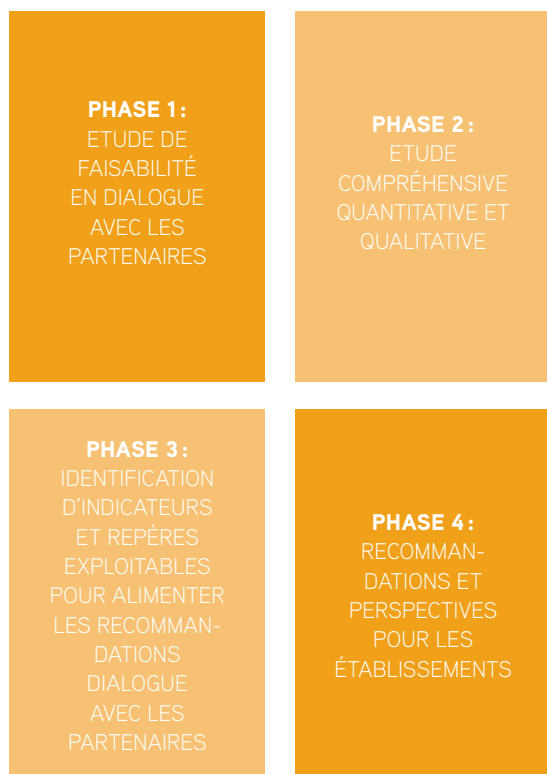 PHASE 1 :
ETUDE DE
FAISABILITÉ
EN DIALOGUE
AVEC LES
PARTENAIRES
PHASE 2 :
ETUDE
COMPRÉHENSIVE
QUANTITATIVE ET
QUALITATIVE
PHASE 3 :
IDENTIFICATION
D'INDICATEURS
ET REPÈRES
EXPLOITABLES
POUR ALIMENTER
LES RECOMMAN-
DATIONS
DIALOGUE
AVEC LES
PARTENAIRES
PHASE 4 :
RECOMMAN-
DATIONS ET
PERSPECTIVES
POUR LES
ÉTABLISSEMENTS